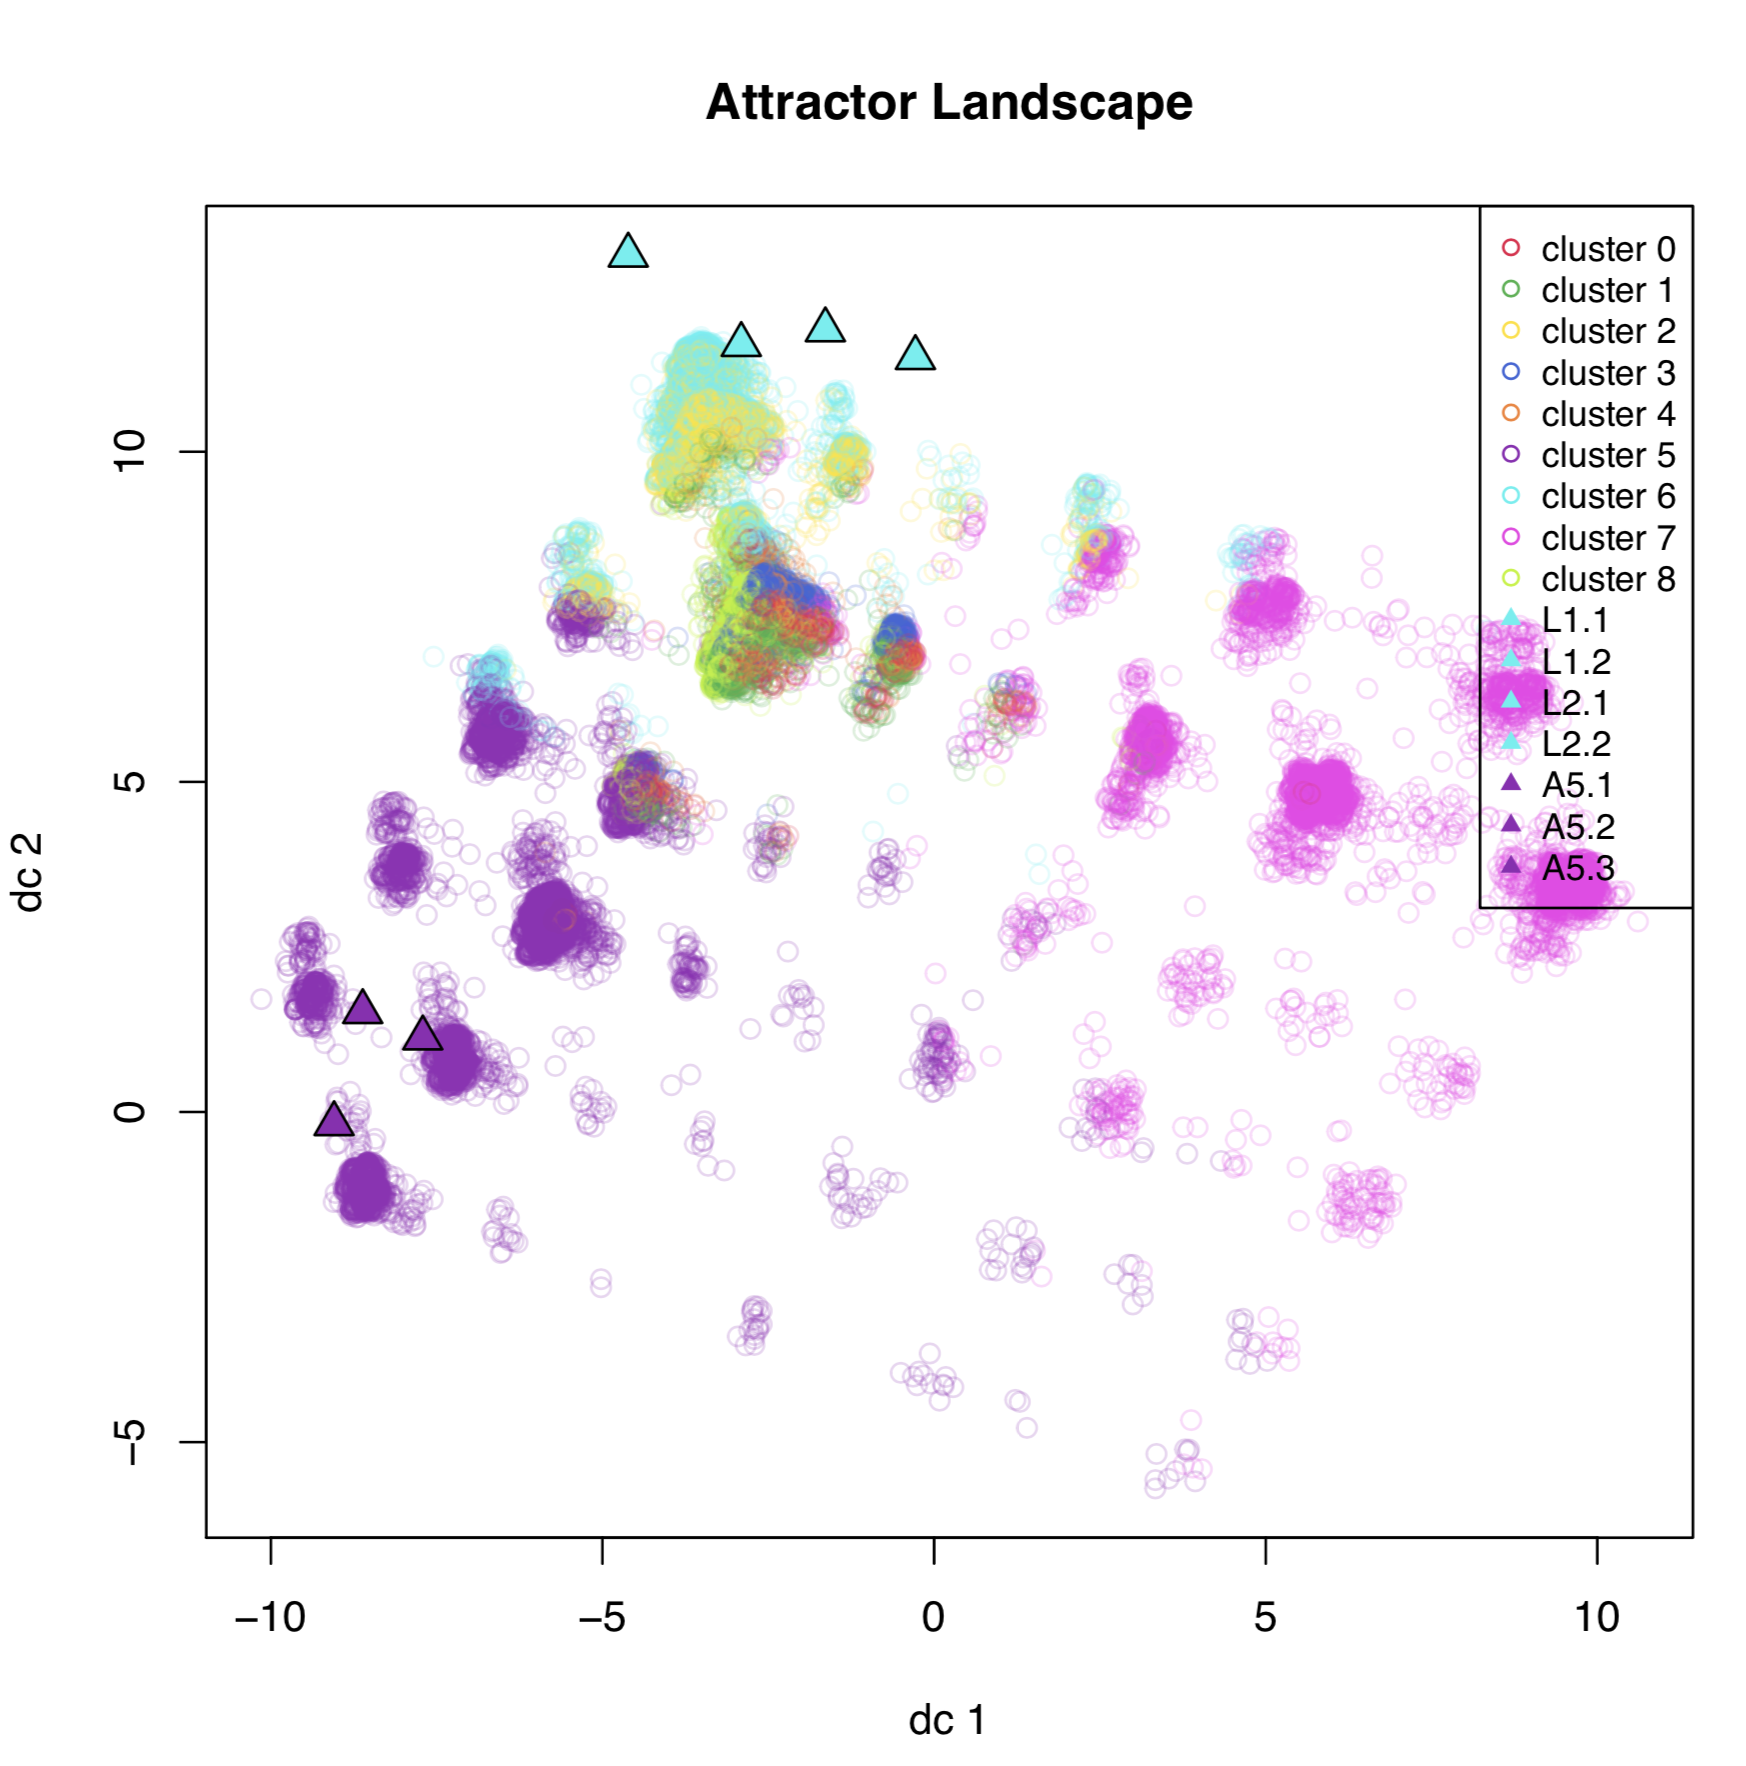 Attractor Landscape
cluster 0
cluster 1
cluster 2
cluster 3
cluster 4
cluster 5
cluster 6
cluster 7
cluster 8
L1.1
L1.2
L2.1
L2.2
A5.1
A5.2
A5.3
dc 2
10
5
0
−5
−10
−5
0
5
10
dc 1